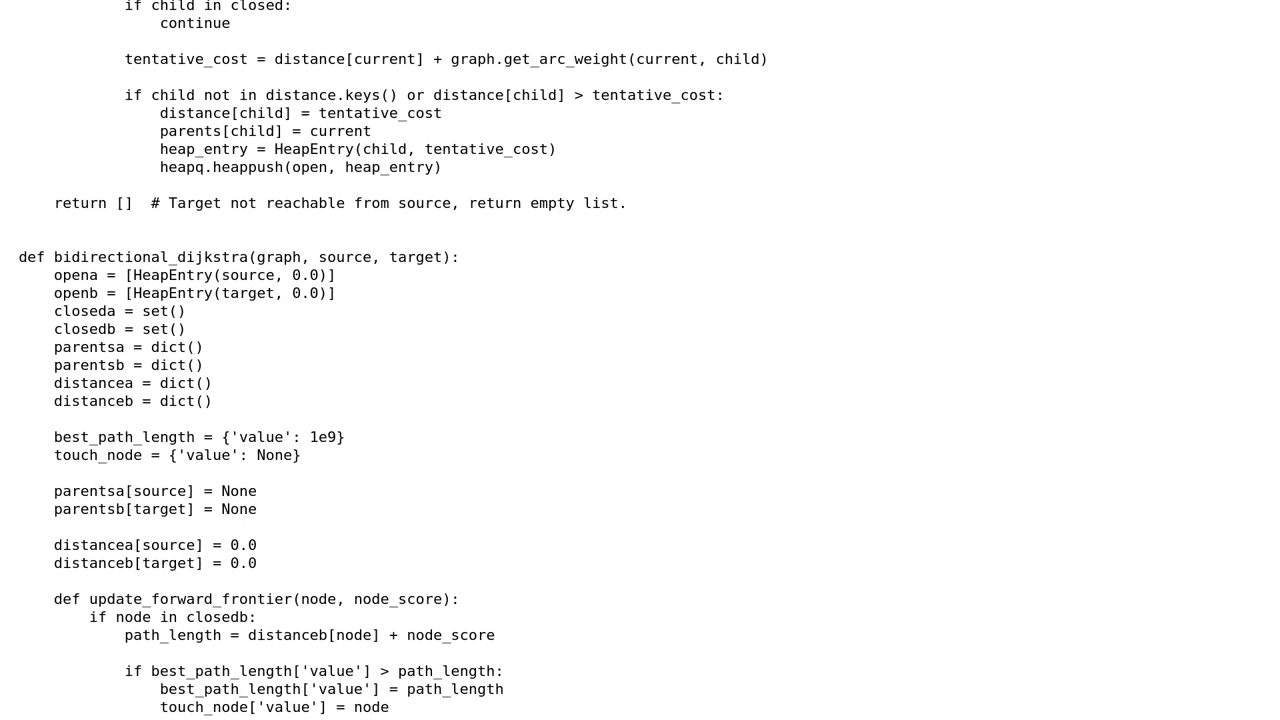 if child in closed:
                continue

            tentative_cost = distance[current] + graph.get_arc_weight(current, child)

            if child not in distance.keys() or distance[child] > tentative_cost:
                distance[child] = tentative_cost
                parents[child] = current
                heap_entry = HeapEntry(child, tentative_cost)
                heapq.heappush(open, heap_entry)

    return []  # Target not reachable from source, return empty list.


def bidirectional_dijkstra(graph, source, target):
    opena = [HeapEntry(source, 0.0)]
    openb = [HeapEntry(target, 0.0)]
    closeda = set()
    closedb = set()
    parentsa = dict()
    parentsb = dict()
    distancea = dict()
    distanceb = dict()

    best_path_length = {'value': 1e9}
    touch_node = {'value': None}

    parentsa[source] = None
    parentsb[target] = None

    distancea[source] = 0.0
    distanceb[target] = 0.0

    def update_forward_frontier(node, node_score):
        if node in closedb:
            path_length = distanceb[node] + node_score

            if best_path_length['value'] > path_length:
                best_path_length['value'] = path_length
                touch_node['value'] = node